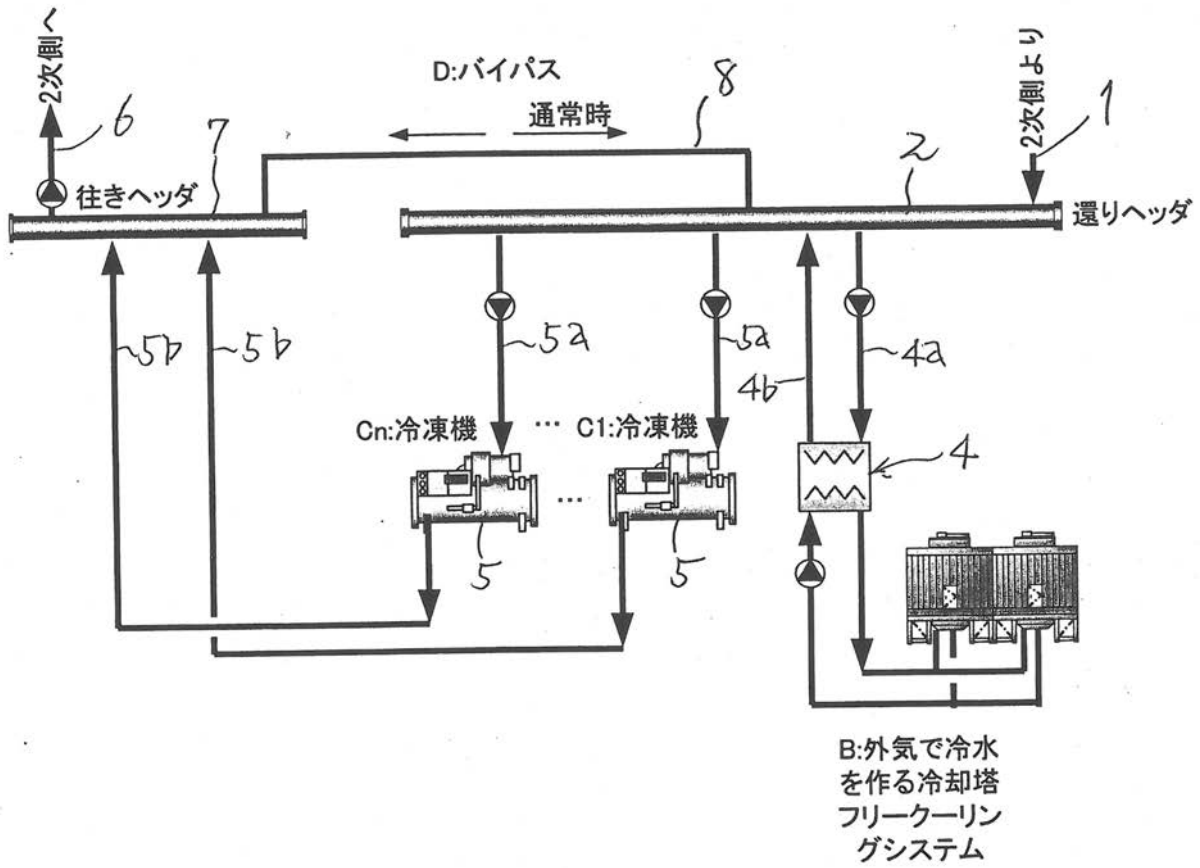 2次側へ
D:バイパス
8
2次側より
1
通常時
6
7
2
往きヘッダ
還りヘッダ
5b
5b
5a
5a
4b
4a
Cn:冷凍機
…
C1:冷凍機
4
…
5
5
B:外気で冷水
を作る冷却塔
フリークーリン
グシステム